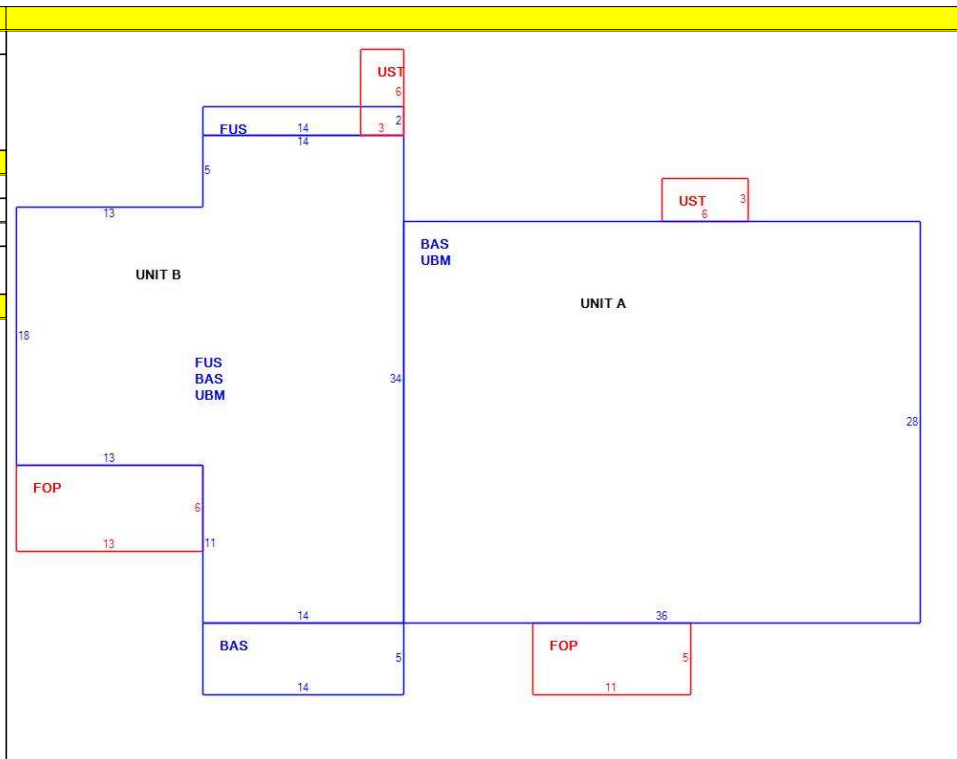 UST
6
2
FUS 14 3
14
5
UST 3
6
13
BAS
UBM
UNIT B
UNIT A
18
FUS
BAS
UBM
34
28
13
FOP
6
13
11
14
36
BAS
FOP
5
5
14
11